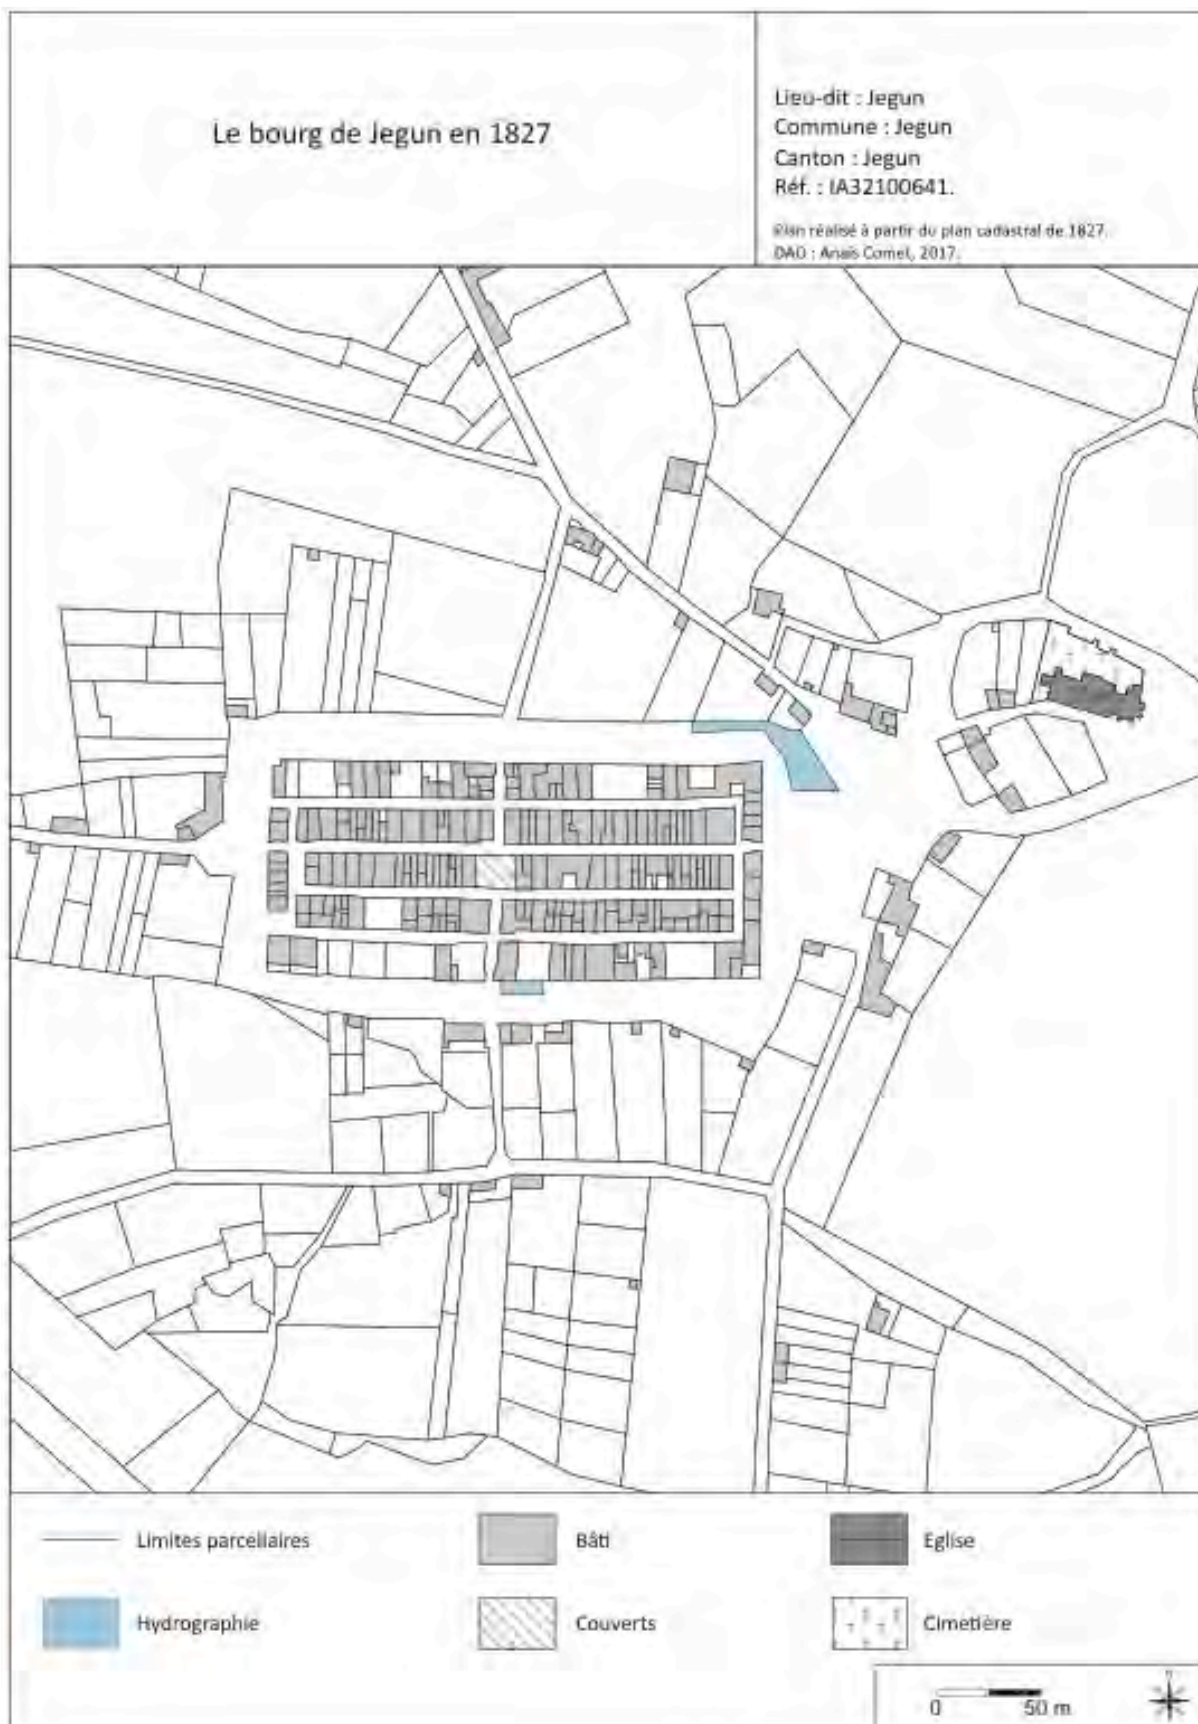 Le bourg de Jegun en 1827
Lieu-dit : Jegun
Commune : Jegun
Canton : Jegun
Réf. : IA32100641.
Plan réalisé à partir du plan cadastral de 1827.
DAO : Anaïs Comet, 2017.
Limites parcellaires
Bâti
Eglise
Hydrographie
Couverts
Cimetière
0 50 m